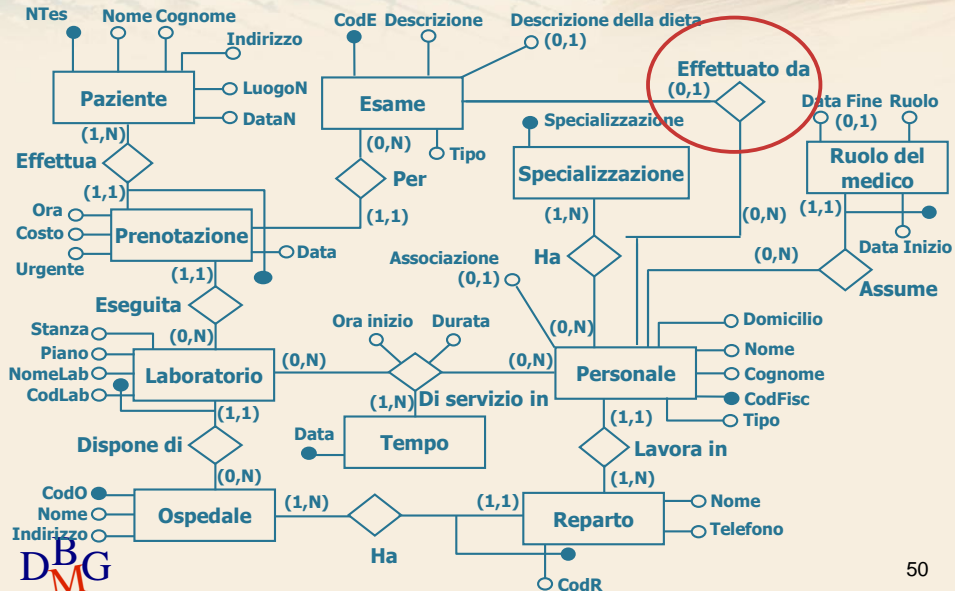 NTes Nome Cognome
Indirizzo
Paziente
LuogoN
DataN
(1,N)
Effettua
(1,1)
CodE Descrizione
Descrizione della dieta
(0,1)
Esame
Tipo
(0,N)
Per
(1,1)
Effettuato da
(0,1)
(0,N)
Specializzazione
Specializzazione
(1,N)
Ha
(0,N)
Data Fine Ruolo
(0,1)
Ruolo del
medico
(1,1)
Data Inizio
(0,N)
Assume
Ora
Costo
Urgente
Prenotazione
Data
(1,1)
Eseguita
(0,N)
Associazione
(0,1)
Stanza
Piano
NomeLab
CodLab
Laboratorio
(0,N)
Ora inizio Durata
(0,N)
(1,N)
Di servizio in
Data
Tempo
Personale
Domicilio
Nome
Cognome
CodFisc
Tipo
(1,1)
Dispone di
(0,N)
(1,1)
Lavora in
(1,N)
CodO
Nome
Indirizzo
Ospedale
(1,N)
Ha
(1,1)
Reparto
Nome
Telefono
CodR
DBMG
50